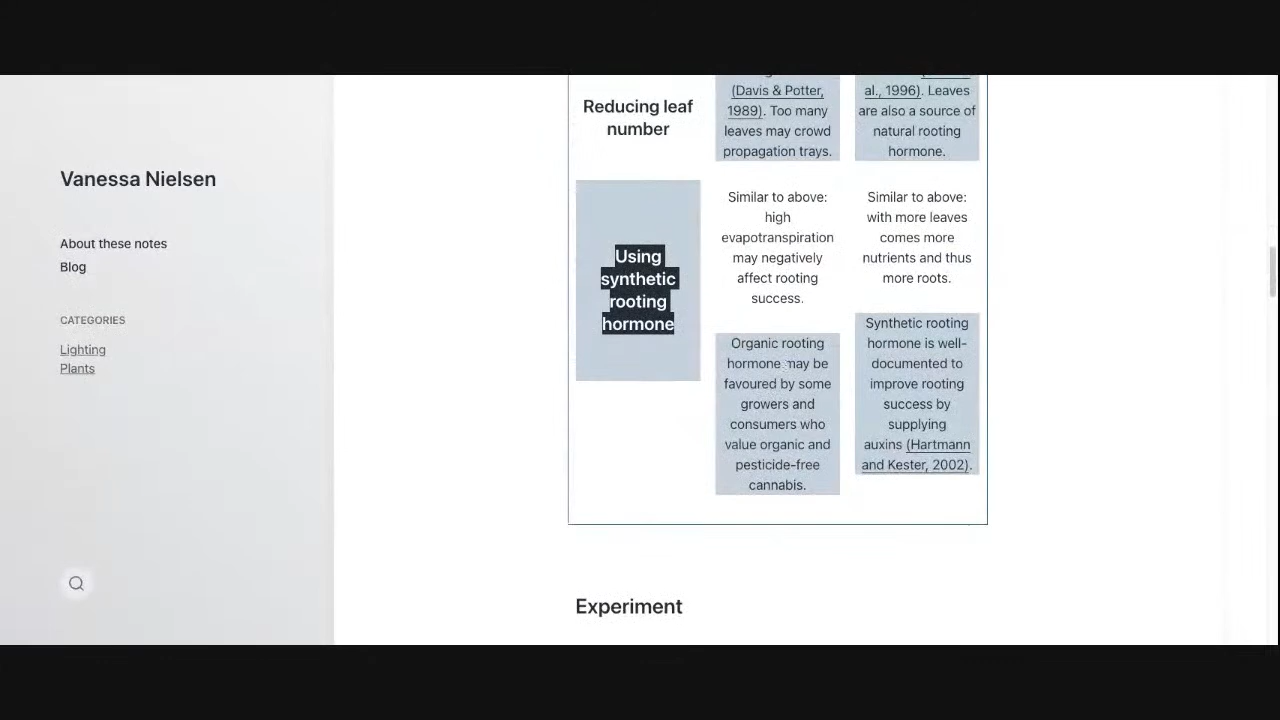 Vanessa Nielsen
About these notes
Blog
CATEGORIES
Lighting
Plants
Reducing leaf
number
(Davis & Potter,
1989). Too many
leaves may crowd
propagation trays.
al., 1996). Leaves
are also a source of
natural rooting
hormone.
Using
synthetic
rooting
hormone
Similar to above:
high
evapotranspiration
may negatively
affect rooting
success.
Similar to above:
with more leaves
comes more
nutrients and thus
more roots.
Organic rooting
hormone may be
favoured by some
growers and
consumers who
value organic and
pesticide-free
cannabis.
Synthetic rooting
hormone is well-
documented to
improve rooting
success by
supplying
auxins (Hartmann
and Kester, 2002).
Experiment